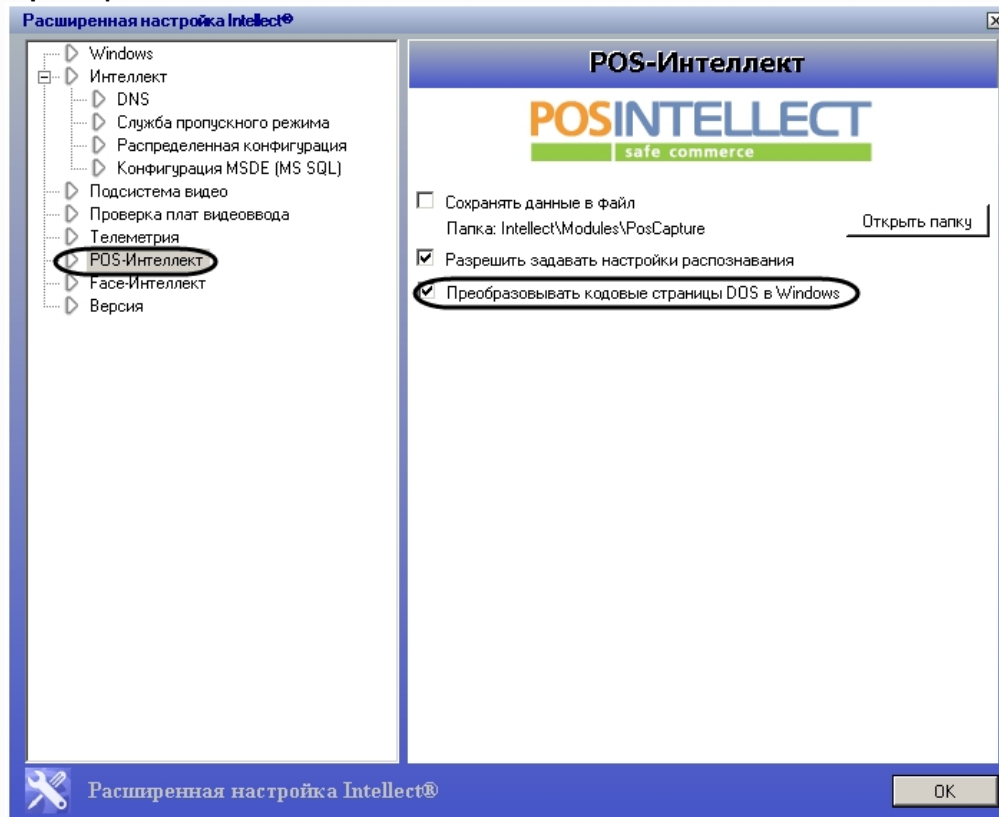 Расширенная настройка Intellect®
Windows
Интеллект
DNS
Служба пропускного режима
Распределенная конфигурация
Конфигурация MSDE (MS SQL)
Подсистема видео
Проверка плат видеоввода
Телеметрия
POS-Интеллект
Face-Интеллект
Версия
POS-Интеллект
POSINTELLECT
safe commerce
Сохранять данные в файл
Папка: Intellect\Modules\PosCapture
Открыть папку
Разрешить задавать настройки распознавания
Преобразовывать кодовые страницы DOS в Windows
Расширенная настройка Intellect®
OK